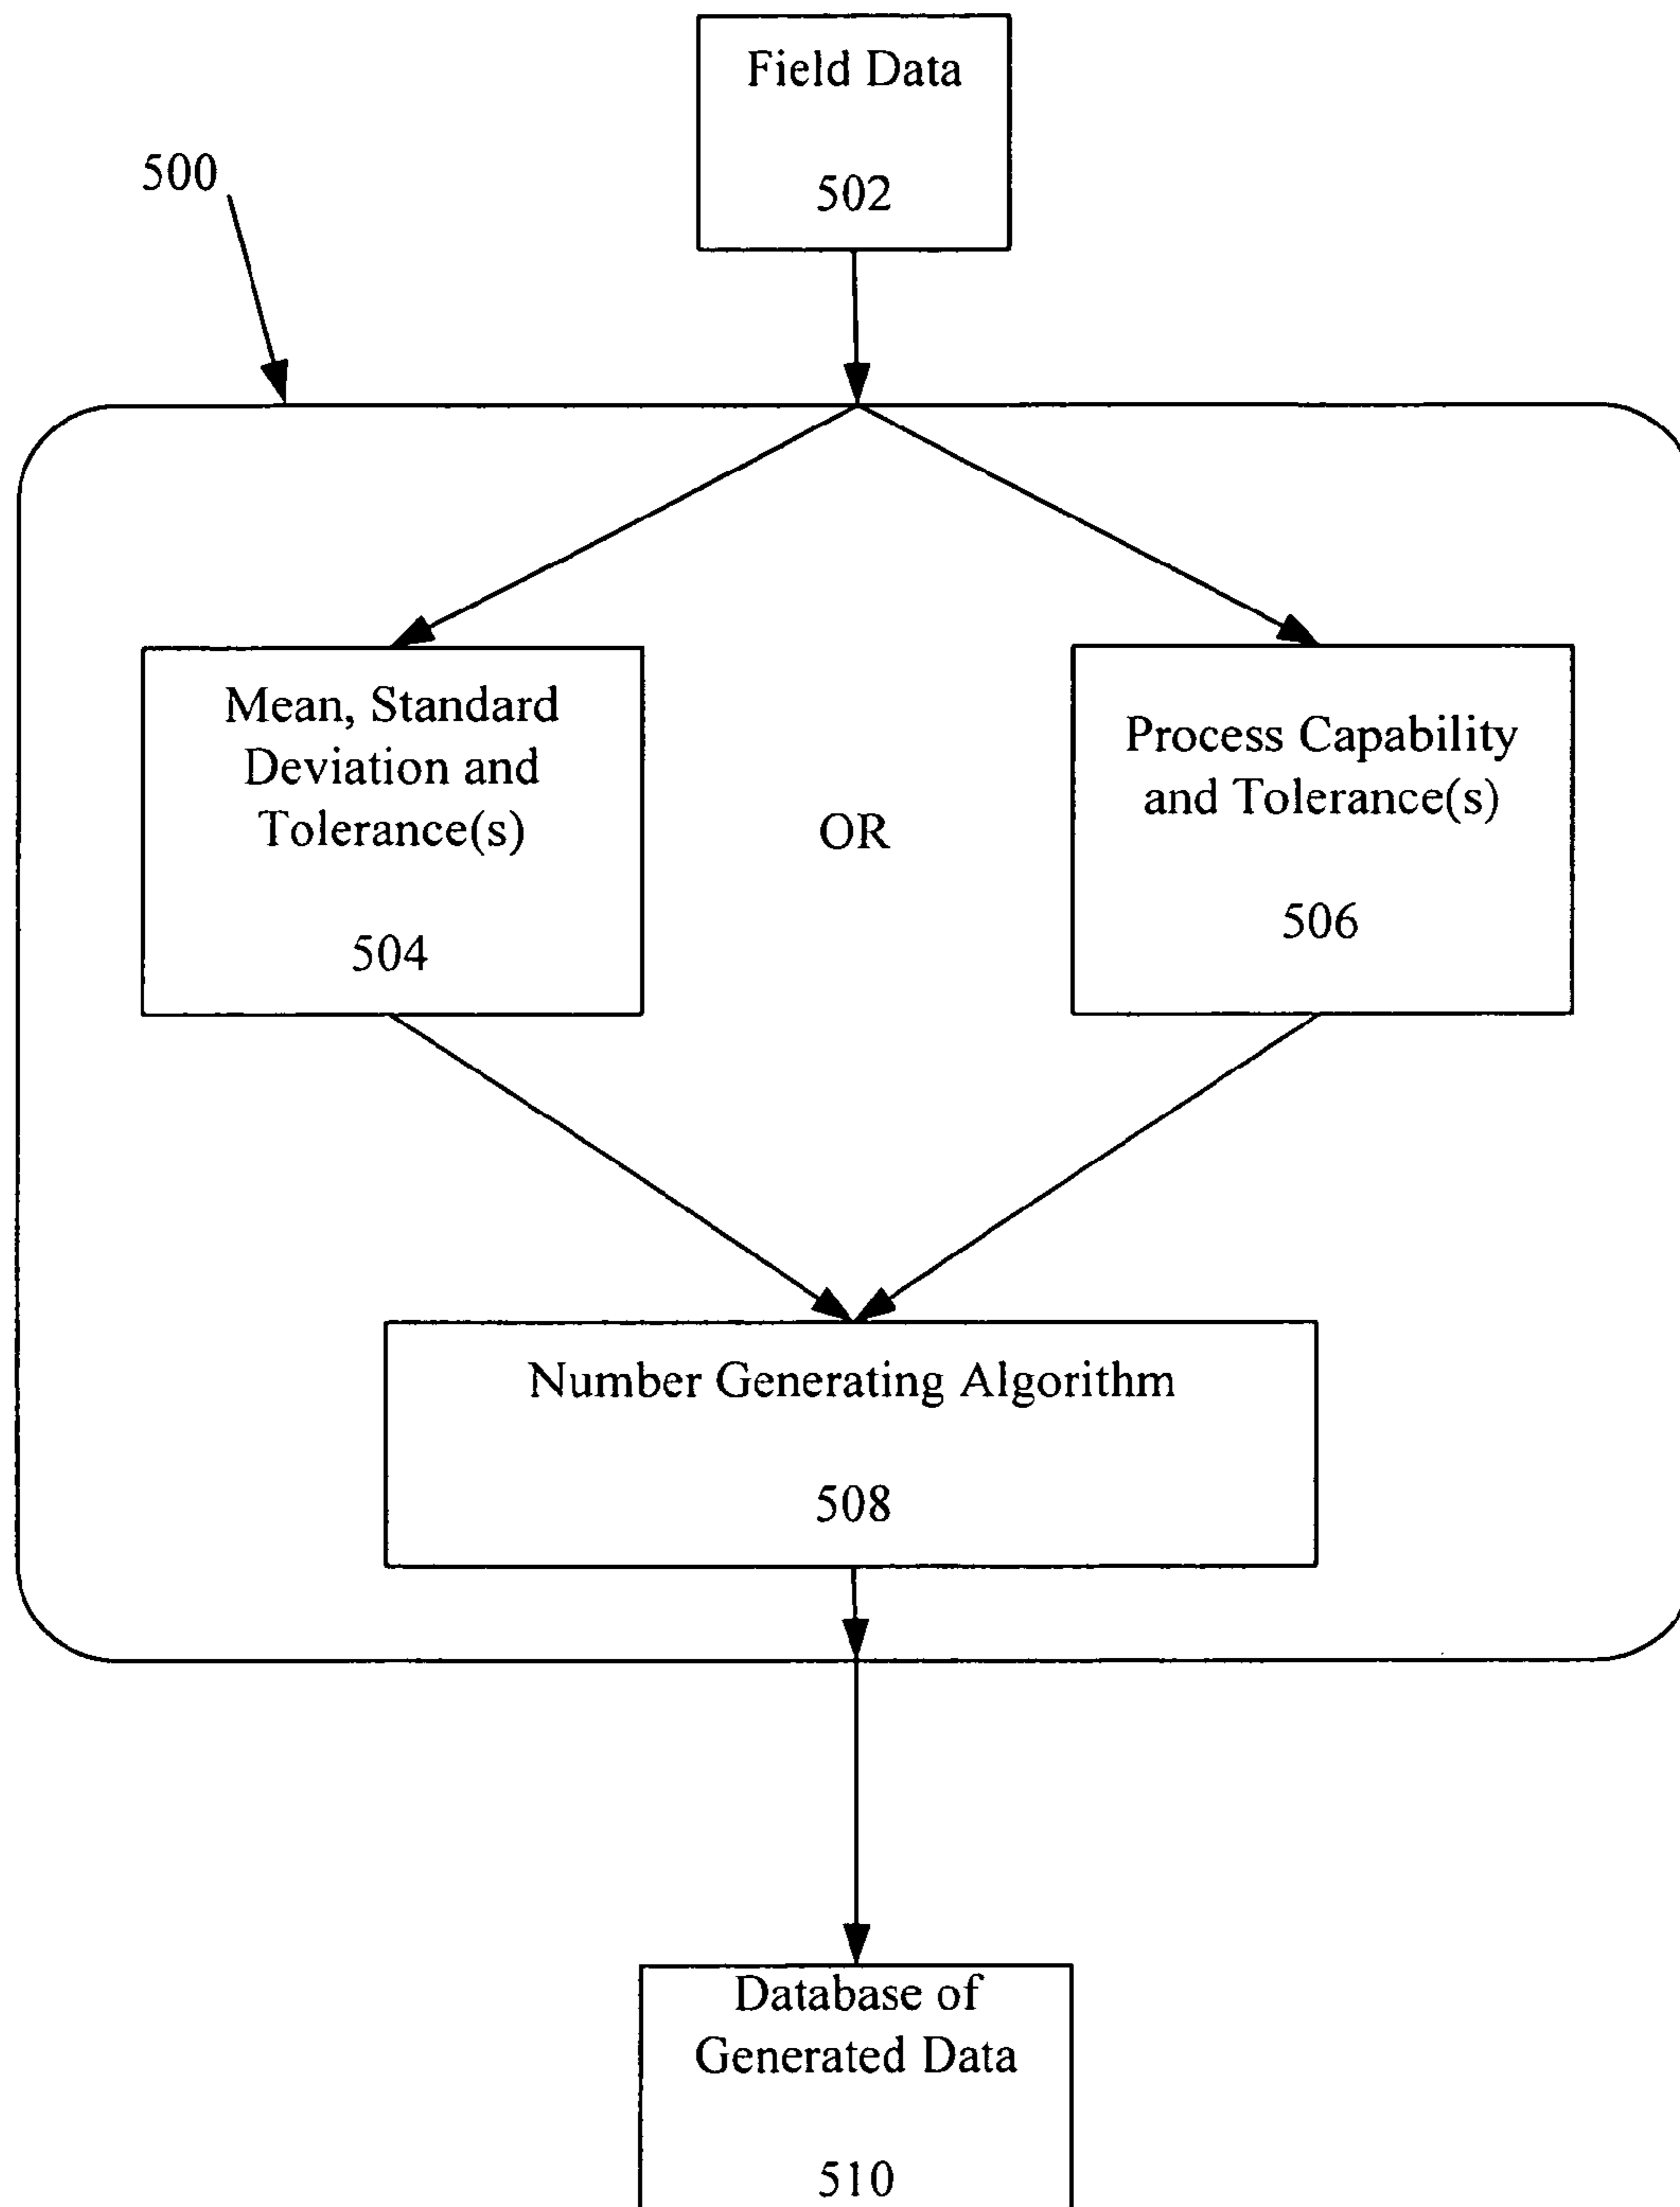 Field Data
502
500
Mean, Standard
Deviation and
Tolerance(s)
504
OR
Process Capability
and Tolerance(s)
506
Number Generating Algorithm
508
Database of
Generated Data
510